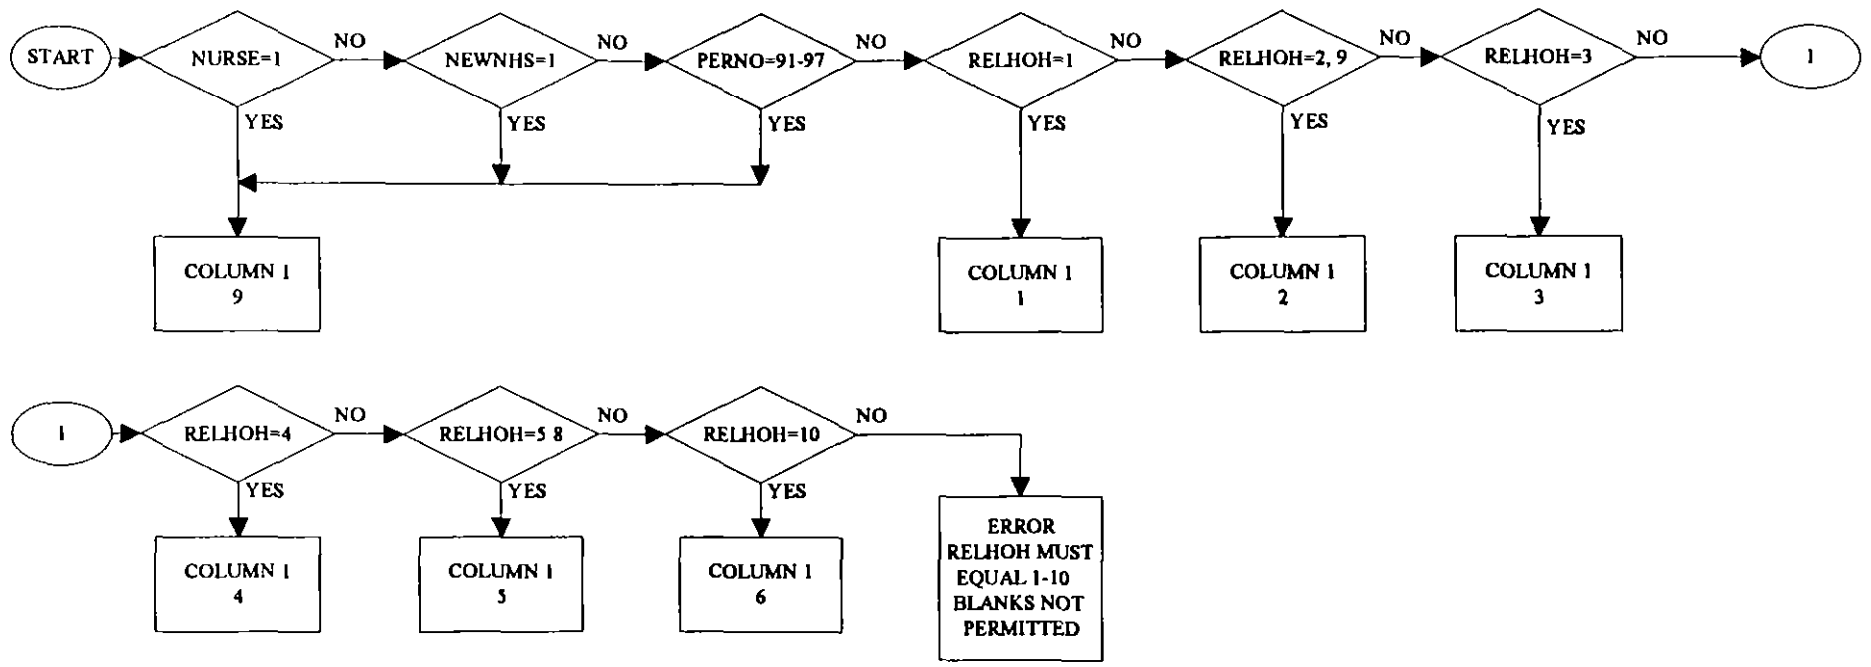 START
NURSE=1
NO
NEWNHS=1
NO
PERNO=91-97
NO
RELHOH=1
NO
RELHOH=2, 9
NO
RELHOH=3
NO
1
YES
YES
YES
YES
YES
YES
COLUMN 1
9
COLUMN 1
1
COLUMN 1
2
COLUMN 1
3
1
RELHOH=4
NO
RELHOH=5 8
NO
RELHOH=10
NO
YES
YES
YES
COLUMN 1
4
COLUMN 1
5
COLUMN 1
6
ERROR
RELHOH MUST
EQUAL 1-10
BLANKS NOT
PERMITTED